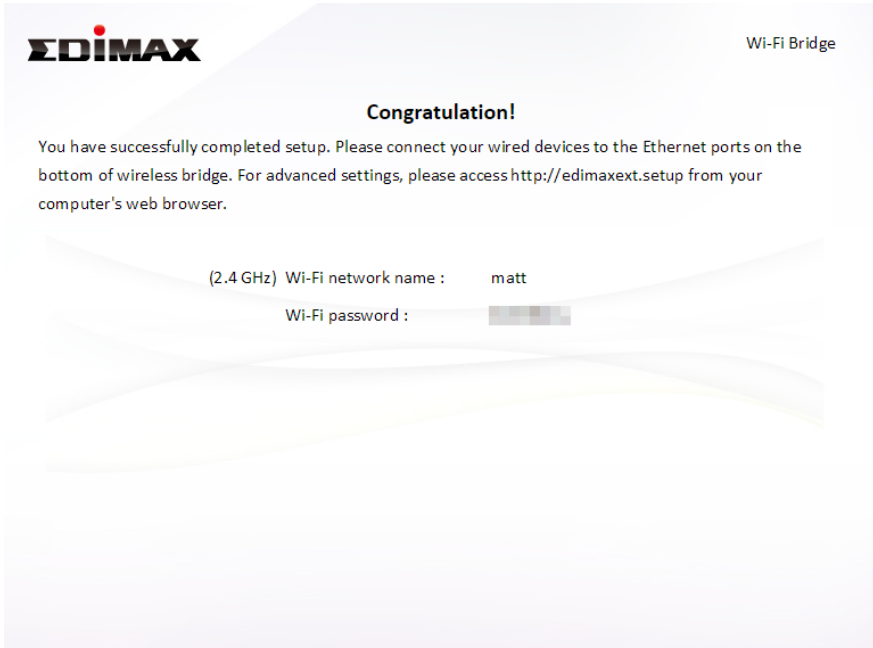 EDIMAX
Wi-Fi Bridge
Congratulation!
You have successfully completed setup. Please connect your wired devices to the Ethernet ports on the
bottom of wireless bridge. For advanced settings, please access http://edimaxext.setup from your
computer's web browser.
(2.4 GHz) Wi-Fi network name : matt
Wi-Fi password :